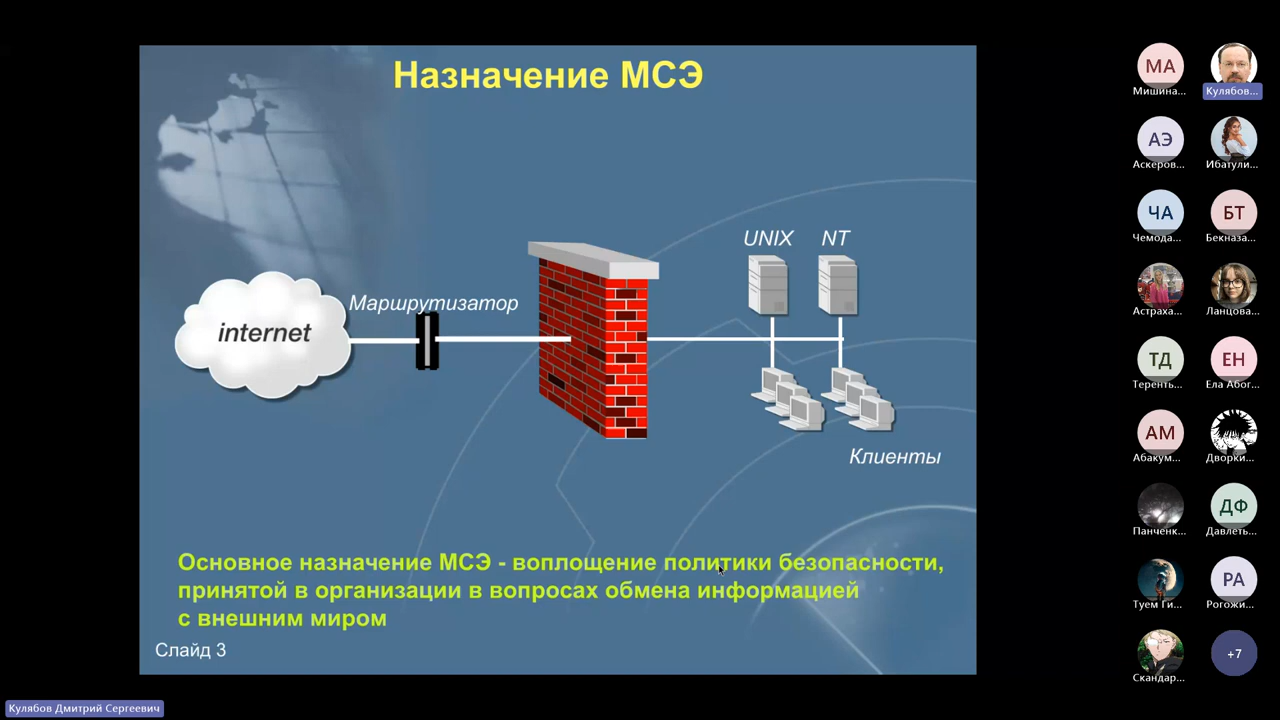 Назначение МСЭ
UNIX NT
Маршрутизатор
internet
Клиенты
Основное назначение МСЭ - воплощение политики безопасности,
принятой в организации в вопросах обмена информацией
с внешним миром
Слайд 3
МА
Мишина...
Кулябов...
АЭ
Аскеров...
Ибатули...
ЧА
Чемода...
БТ
Бекназа...
Астраха...
Ланцова...
ТД
Теренть...
ЕН
Ела Абог...
АМ
Абакум...
Дворки...
Панченк...
ДФ
Давлеть...
Туем Ги...
РА
Рогожи...
Скандар...
+7
Кулябов Дмитрий Сергеевич